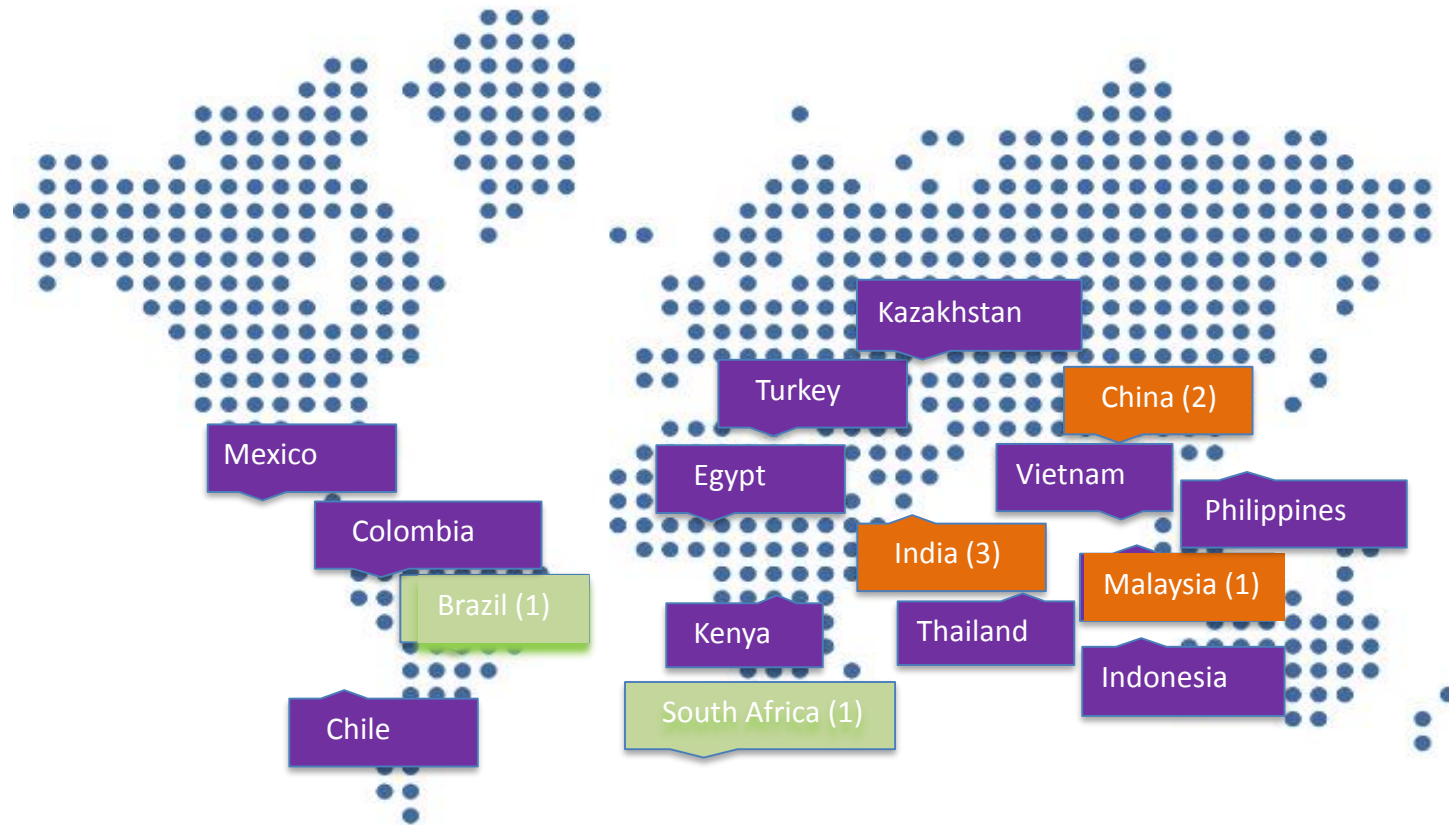 Kazakhstan
Turkey
China (2)
Mexico
Egypt
Vietnam
Philippines
Colombia
India (3)
Malaysia (1)
Brazil (1)
Kenya
Thailand
Indonesia
South Africa (1)
Chile